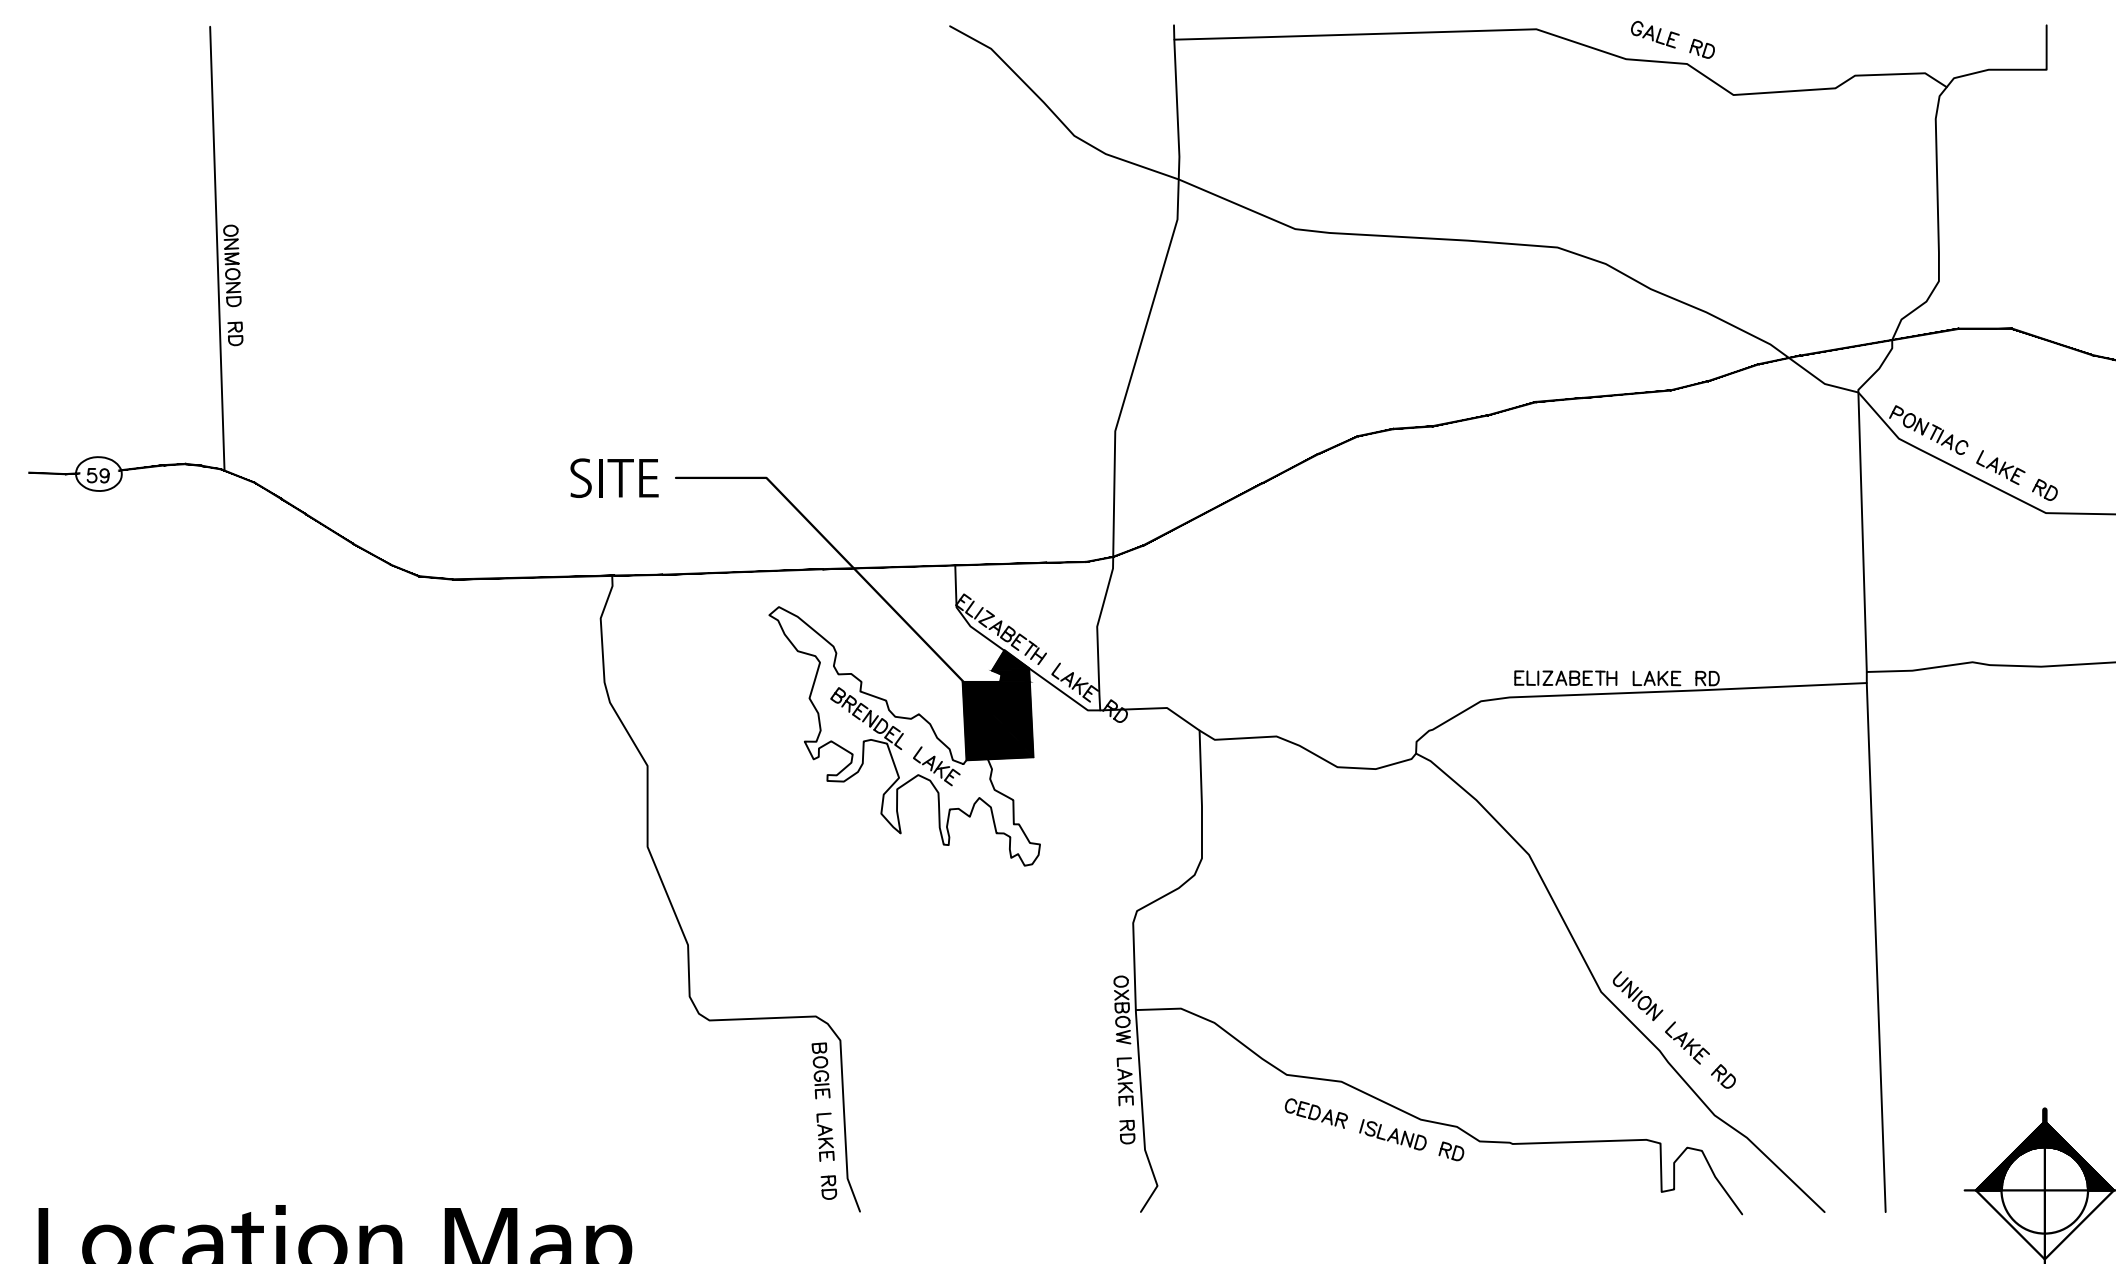 GALE RD
ONMOND RD
59
SITE
PONTIAC LAKE RD
ELIZABETH LAKE RD
ELIZABETH LAKE RD
BRENDEL LAKE
UNION LAKE RD
OXBOW LAKE RD
BOGIE LAKE RD
CEDAR ISLAND RD
Location Map